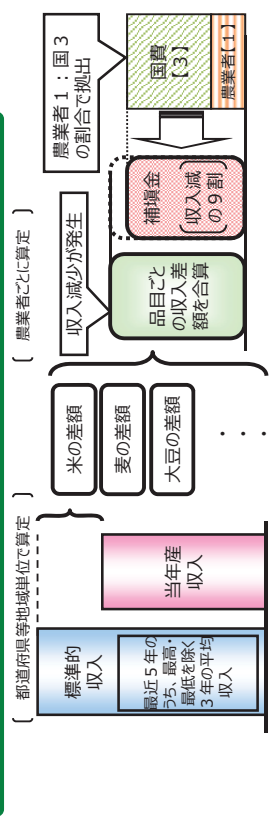 〔都道府県等地域単位で算定〕
標準的
収入
最近５年の
うち、最高・
最低を除く
３年の平均
収入
当年産
収入
米の差額
麦の差額
大豆の差額
・・・
〔農業者ごとに算定〕
収入減少が発生
品目ごと
の収入差
額を合算
補填金
収入減
の９割
農業者１：国３
の割合で拠出
国費
【３】
農業者【１】